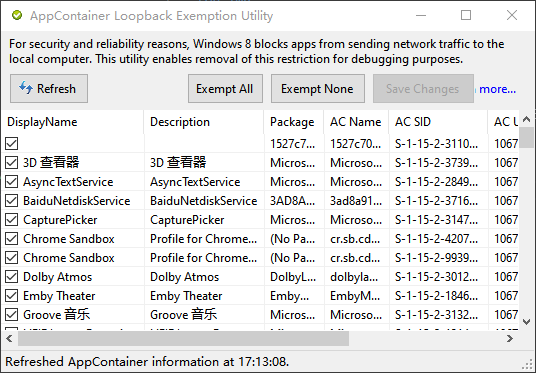 AppContainer Loopback Exemption Utility
For security and reliability reasons, Windows 8 blocks apps from sending network traffic to the
local computer. This utility enables removal of this restriction for debugging purposes.
Refresh Exempt All Exempt None Save Changes more...
DisplayName Description Package AC Name AC SID AC U
1527c7... 1527c70... S-1-15-2-3110... 1067
3D 查看器 3D 查看器 Micros... Microso... S-1-15-2-3739... 1067
AsyncTextService AsyncTextService Micros... Microso... S-1-15-2-2849... 1067
BaiduNetdiskService BaiduNetdiskService 3AD8A... 3ad8a91... S-1-15-2-3716... 1067
CapturePicker CapturePicker Micros... Microso... S-1-15-2-3147... 1067
Chrome Sandbox Profile for Chrome... (No Pa... cr.sb.cd... S-1-15-2-4207... 1067
Chrome Sandbox Profile for Chrome... (No Pa... cr.sb.cd... S-1-15-2-9939... 1067
Dolby Atmos Dolby Atmos DolbyL... dolbyla... S-1-15-2-3012... 1067
Emby Theater Emby Theater Emby... EmbyM... S-1-15-2-1846... 1067
Groove 音乐 Groove 音乐 Micros... Microso... S-1-15-2-3132... 1067
Refreshed AppContainer information at 17:13:08.